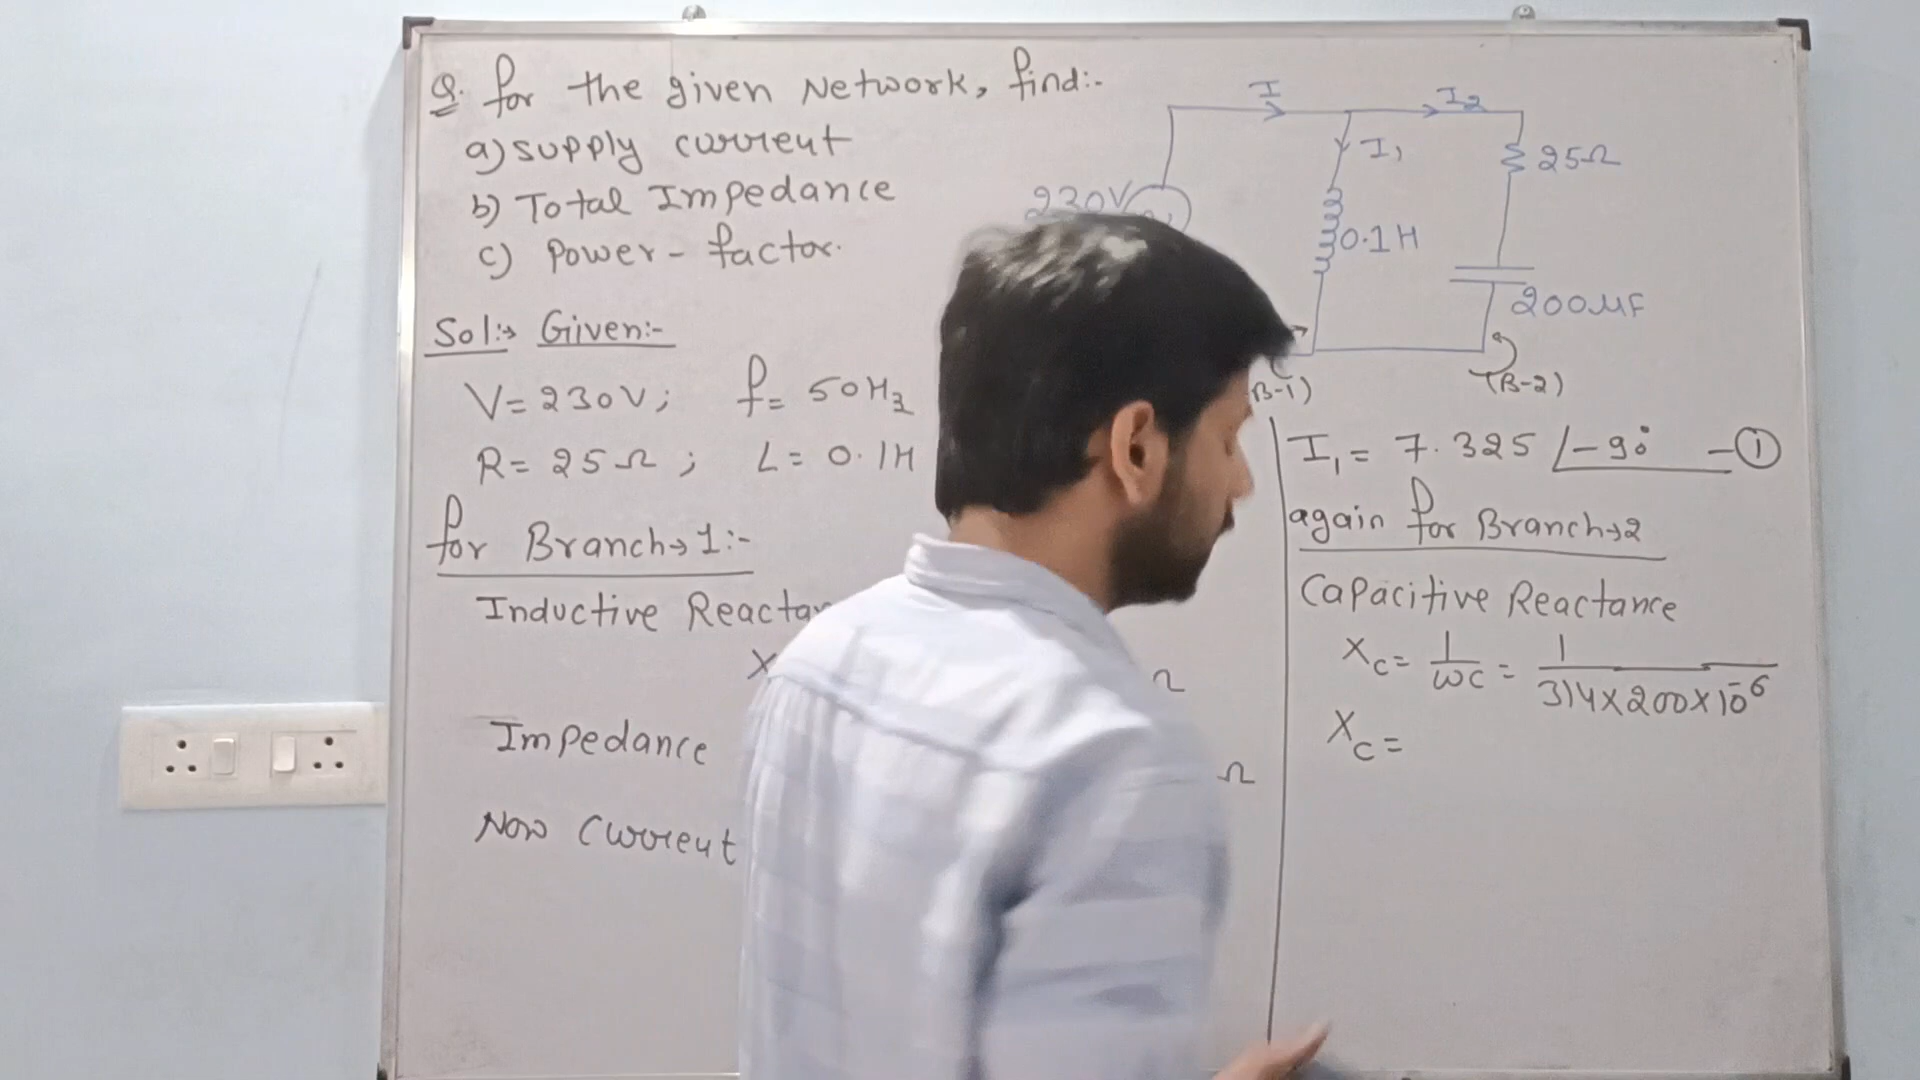 Q. for the given Network, find:-
a) supply current
b) Total Impedance
c) Power-factor.
I
I2
I1
25Ω
230V
0.1H
200μF
B-1)
(B-2)
Sol:→ Given:-
V=230V; f= 50Hz
R= 25Ω ; L= 0.1H
for Branch→1:-
Inductive
X
Ω
Impedance
Ω
Now Current
I1= 7.325 ∠-90° -①
again for Branch→2
Capacitive Reactance
Xc= 1/ωC = 1/314×200×10⁻⁶
Xc=